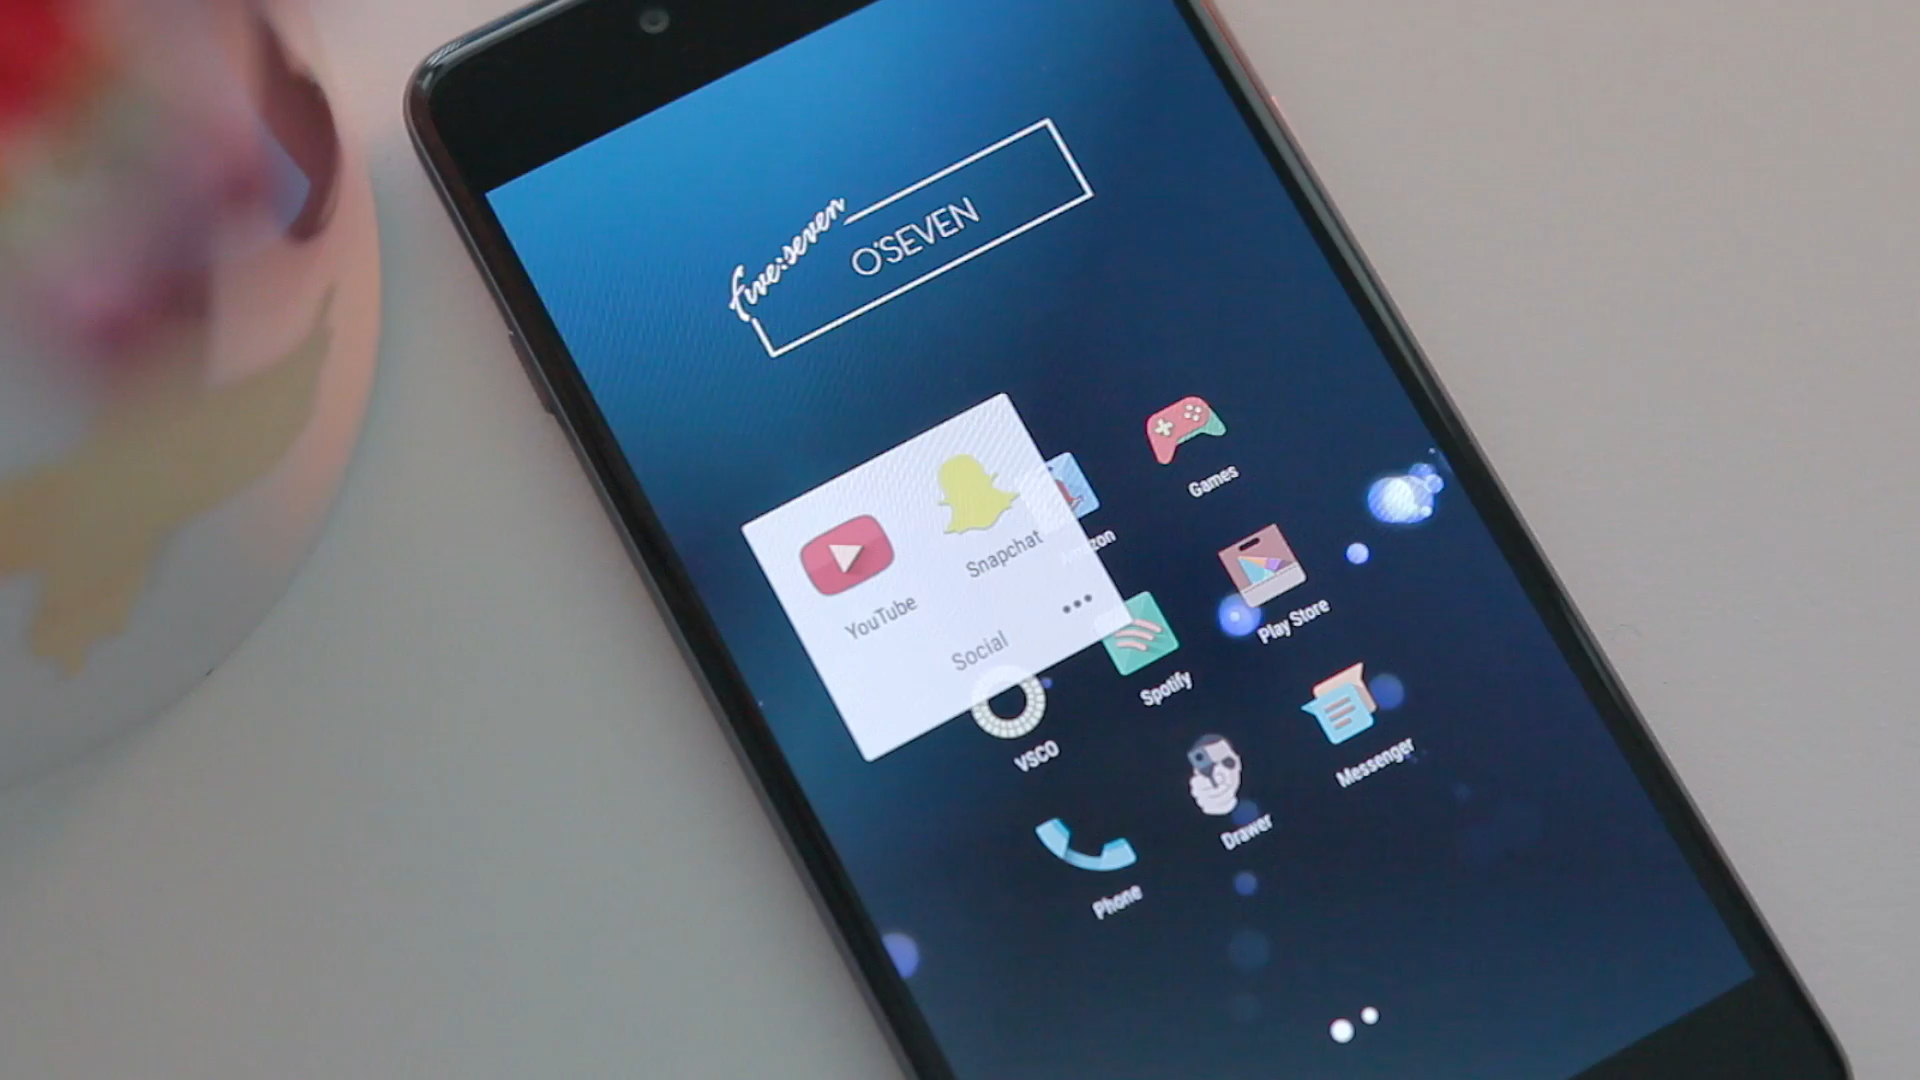 five:seven
O'SEVEN
Games
Snapchat
YouTube
Play Store
Social
Spotify
VSCO
Messenger
Drawer
Phone